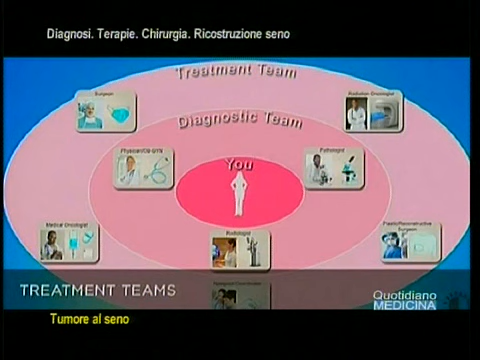 Diagnosi. Terapie. Chirurgia. Ricostruzione seno
Treatment Team
Surgeon
Radiation Oncologist
Diagnostic Team
Physician/OB-GYN
Pathologist
You
Medical Oncologist
Radiologist
Plastic/Reconstructive
Surgeon
TREATMENT TEAMS
Quotidiano
MEDICINA
Tumore al seno